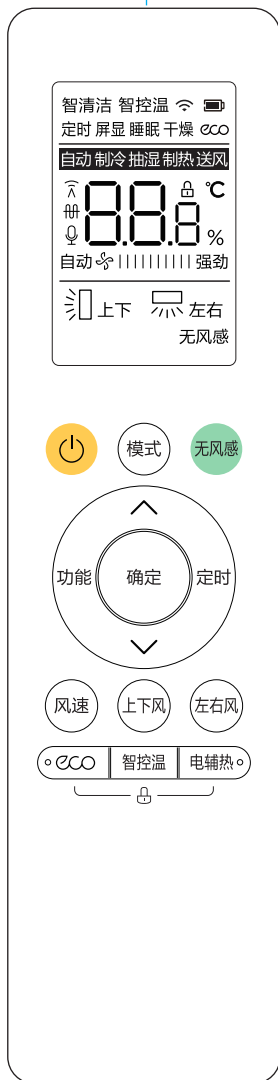 智清洁 智控温
定时 屏显 睡眠 干燥 eco
自动 制冷 抽湿 制热 送风
88.8 ℃
%
自动 强劲
上下 左右
无风感
模式 无风感
功能 确定 定时
风速 上下风 左右风
eco 智控温 电辅热